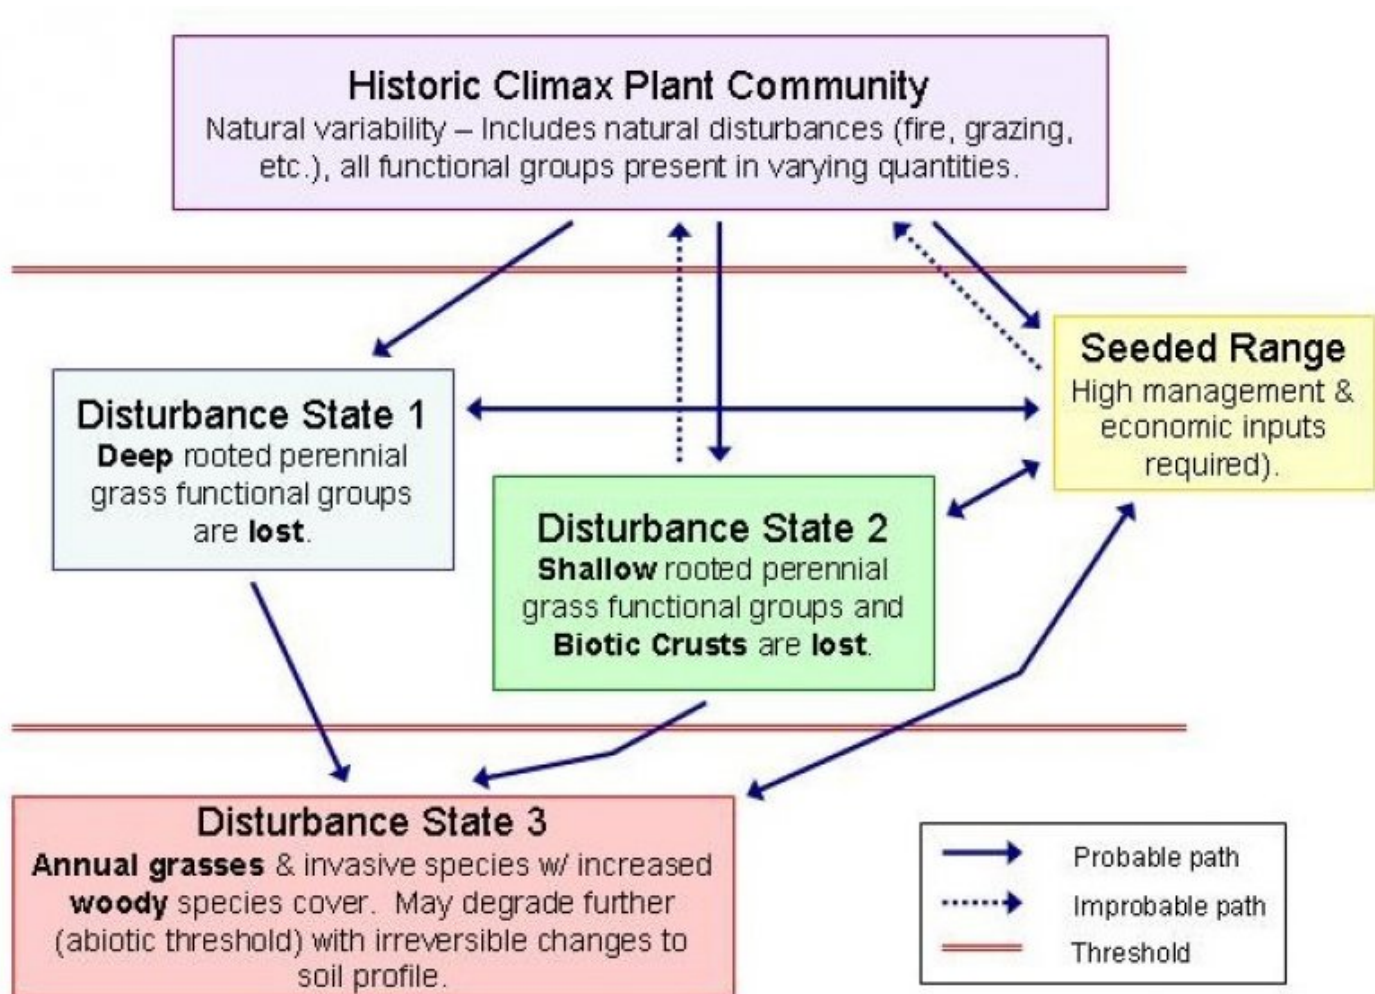 Historic Climax Plant Community
Natural variability – Includes natural disturbances (fire, grazing,
etc.), all functional groups present in varying quantities.
Seeded Range
High management &
economic inputs
required).
Disturbance State 1
Deep rooted perennial
grass functional groups
are lost.
Disturbance State 2
Shallow rooted perennial
grass functional groups and
Biotic Crusts are lost.
Disturbance State 3
Annual grasses & invasive species w/ increased
woody species cover. May degrade further
(abiotic threshold) with irreversible changes to
soil profile.
Probable path
Improbable path
Threshold